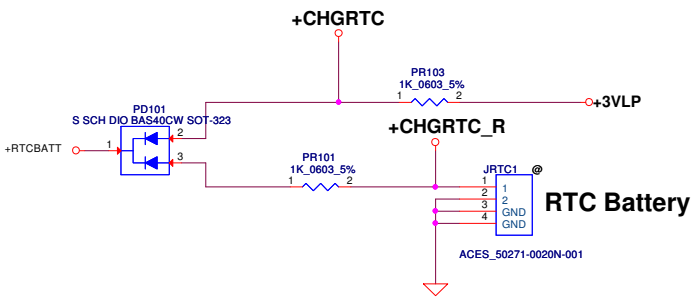 +CHGRTC
PR103
1K_0603_5%
1
2
+3VLP
PD101
S SCH DIO BAS40CW SOT-323
+RTCBATT
1
2
3
+CHGRTC_R
PR101
1K_0603_5%
1
2
JRTC1
@
1
2
3
4
1
2
GND
GND
RTC Battery
ACES_50271-0020N-001